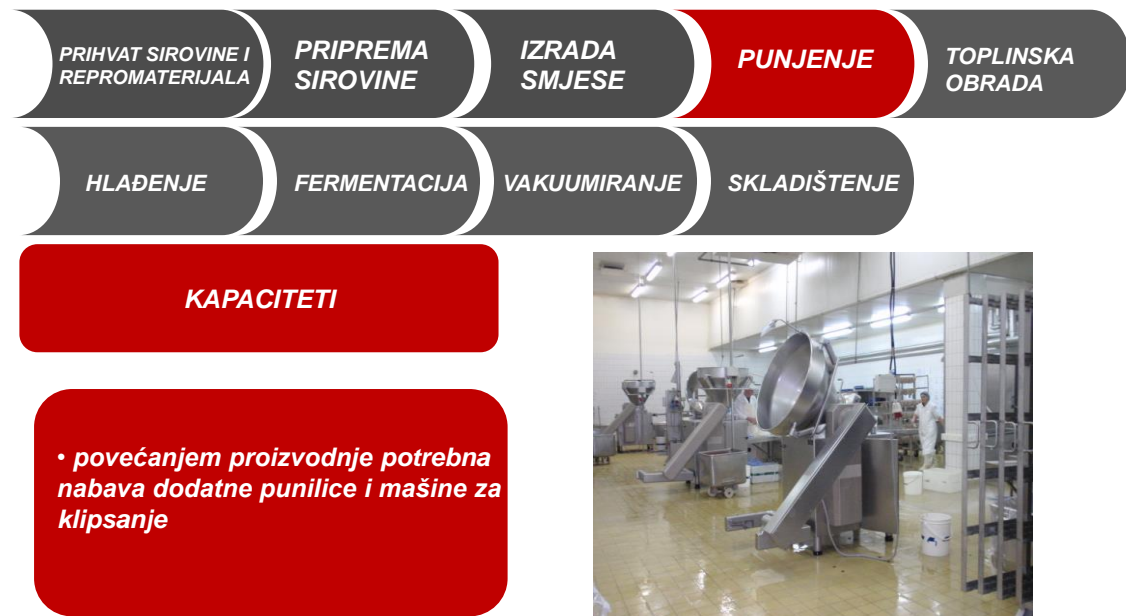 PRIHVAT SIROVINE I
REPROMATERIJALA
PRIPREMA
SIROVINE
IZRADA
SMJESE
PUNJENJE
TOPLINSKA
OBRADA
HLAĐENJE
FERMENTACIJA
VAKUUMIRANJE
SKLADIŠTENJE
KAPACITETI
• povećanjem proizvodnje potrebna
nabava dodatne punilice i mašine za
klipsanje